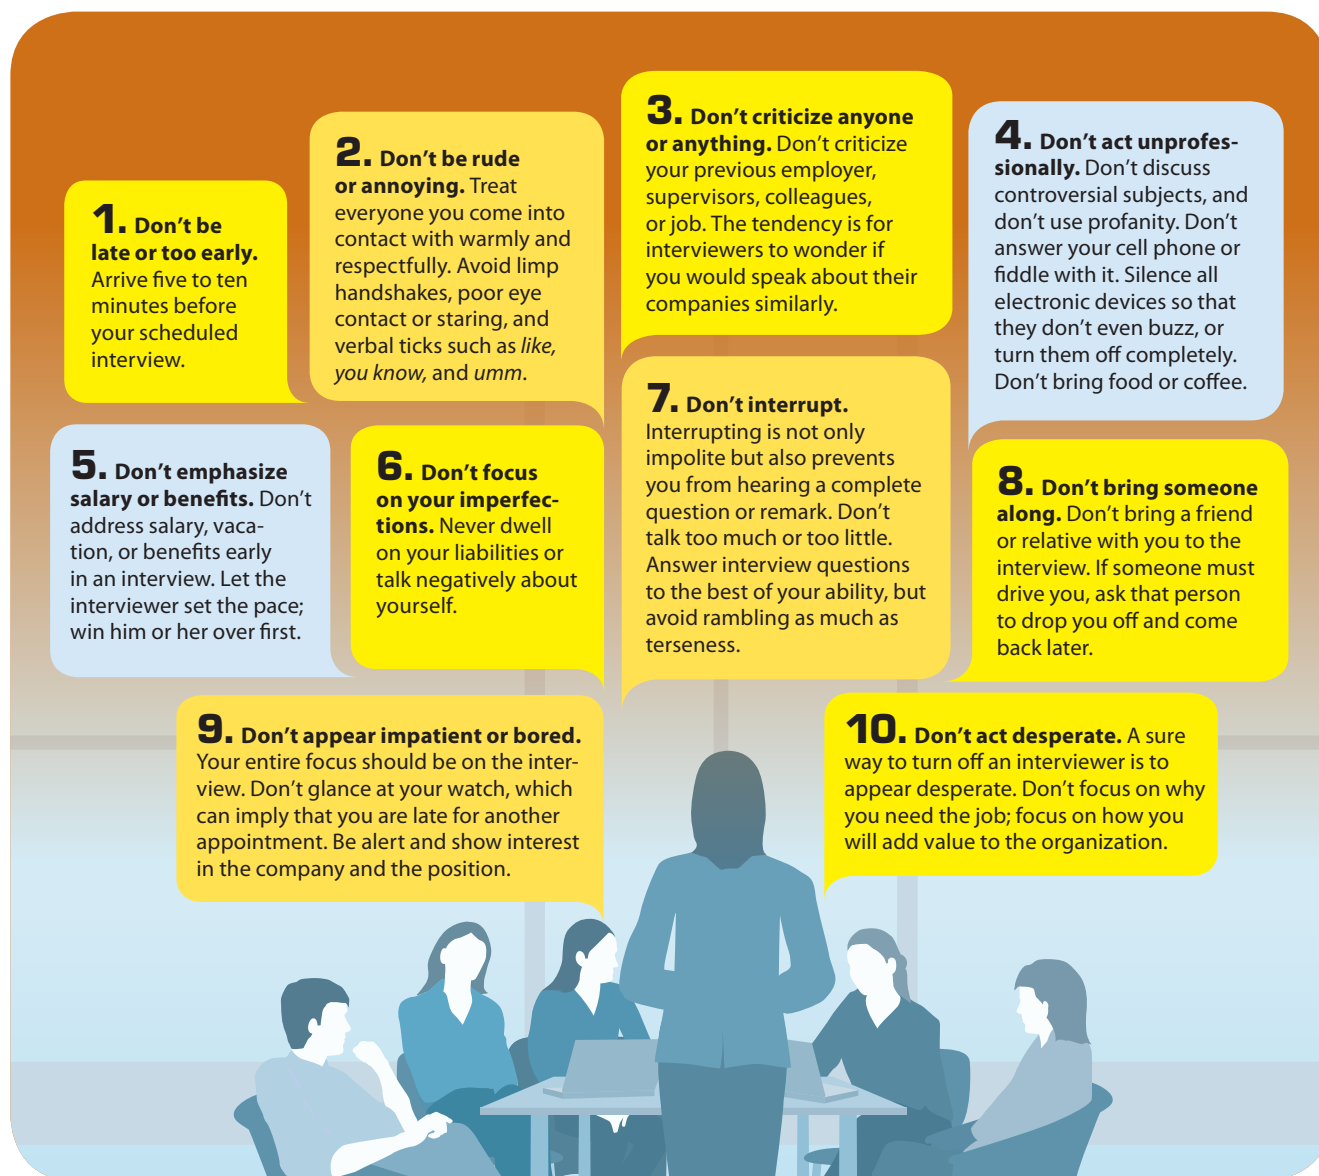 1. Don't be
late or too early.
Arrive five to ten
minutes before
your scheduled
interview.
2. Don't be rude
or annoying. Treat
everyone you come into
contact with warmly and
respectfully. Avoid limp
handshakes, poor eye
contact or staring, and
verbal ticks such as like,
you know, and umm.
3. Don't criticize anyone
or anything. Don't criticize
your previous employer,
supervisors, colleagues,
or job. The tendency is for
interviewers to wonder if
you would speak about their
companies similarly.
4. Don't act unprofes-
sionally. Don't discuss
controversial subjects, and
don't use profanity. Don't
answer your cell phone or
fiddle with it. Silence all
electronic devices so that
they don't even buzz, or
turn them off completely.
Don't bring food or coffee.
5. Don't emphasize
salary or benefits. Don't
address salary, vaca-
tion, or benefits early
in an interview. Let the
interviewer set the pace;
win him or her over first.
6. Don't focus
on your imperfec-
tions. Never dwell
on your liabilities or
talk negatively about
yourself.
7. Don't interrupt.
Interrupting is not only
impolite but also prevents
you from hearing a complete
question or remark. Don't
talk too much or too little.
Answer interview questions
to the best of your ability, but
avoid rambling as much as
terseness.
8. Don't bring someone
along. Don't bring a friend
or relative with you to the
interview. If someone must
drive you, ask that person
to drop you off and come
back later.
9. Don't appear impatient or bored.
Your entire focus should be on the inter-
view. Don't glance at your watch, which
can imply that you are late for another
appointment. Be alert and show interest
in the company and the position.
10. Don't act desperate. A sure
way to turn off an interviewer is to
appear desperate. Don't focus on why
you need the job; focus on how you
will add value to the organization.